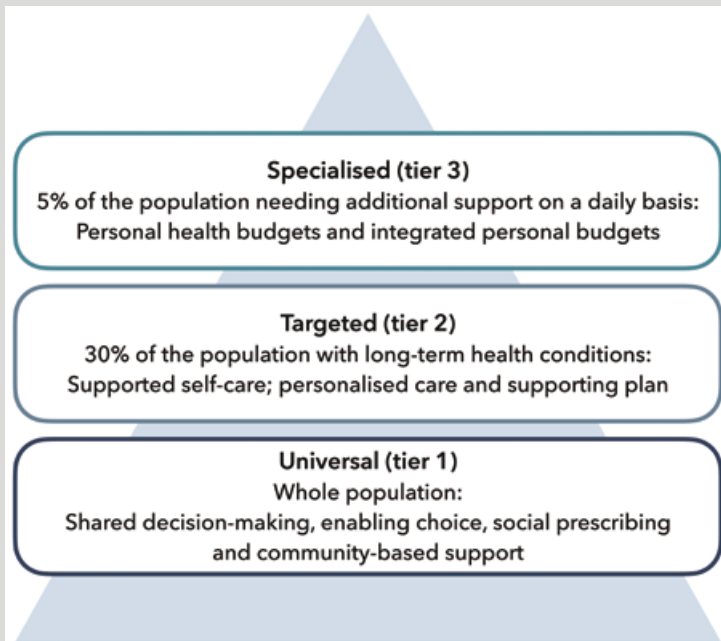 Specialised (tier 3)
5% of the population needing additional support on a daily basis:
Personal health budgets and integrated personal budgets
Targeted (tier 2)
30% of the population with long-term health conditions:
Supported self-care; personalised care and supporting plan
Universal (tier 1)
Whole population:
Shared decision-making, enabling choice, social prescribing
and community-based support